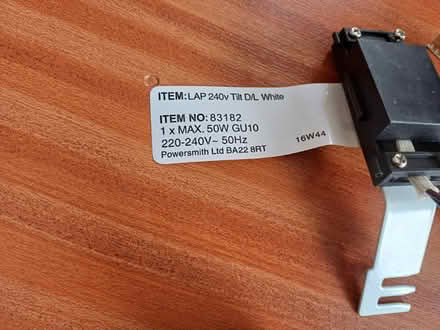 ITEM: LAP 240v Tilt D/L White
ITEM NO: 83182
1 x MAX. 50W GU10
220-240V~ 50Hz
Powersmith Ltd BA22 8RT
16W44